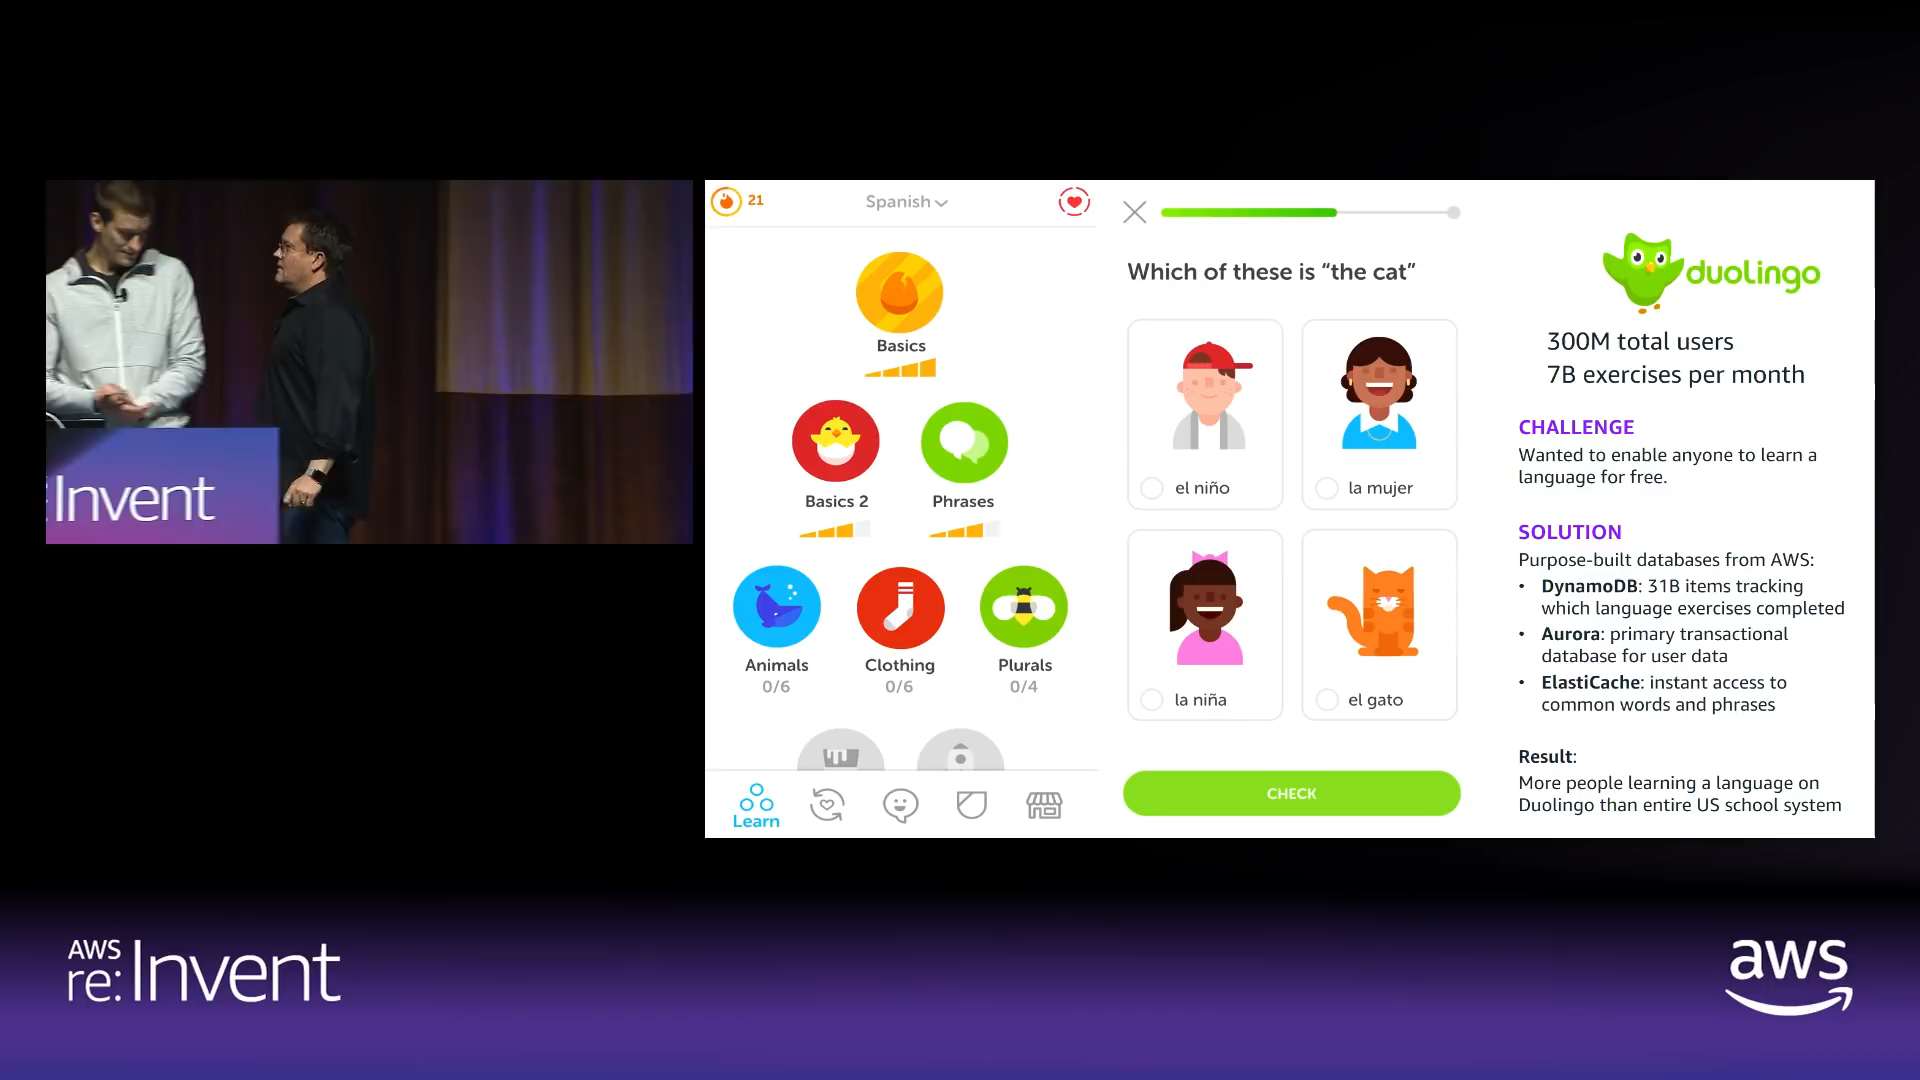 :Invent
21
Spanish
Basics
Basics 2
Phrases
Animals
0/6
Clothing
0/6
Plurals
0/4
Learn
Which of these is “the cat”
el niño
la mujer
la niña
el gato
CHECK
duolingo
300M total users
7B exercises per month
CHALLENGE
Wanted to enable anyone to learn a
language for free.
SOLUTION
Purpose-built databases from AWS:
• DynamoDB: 31B items tracking
which language exercises completed
• Aurora: primary transactional
database for user data
• ElastiCache: instant access to
common words and phrases
Result:
More people learning a language on
Duolingo than entire US school system
AWS
re:Invent
aws